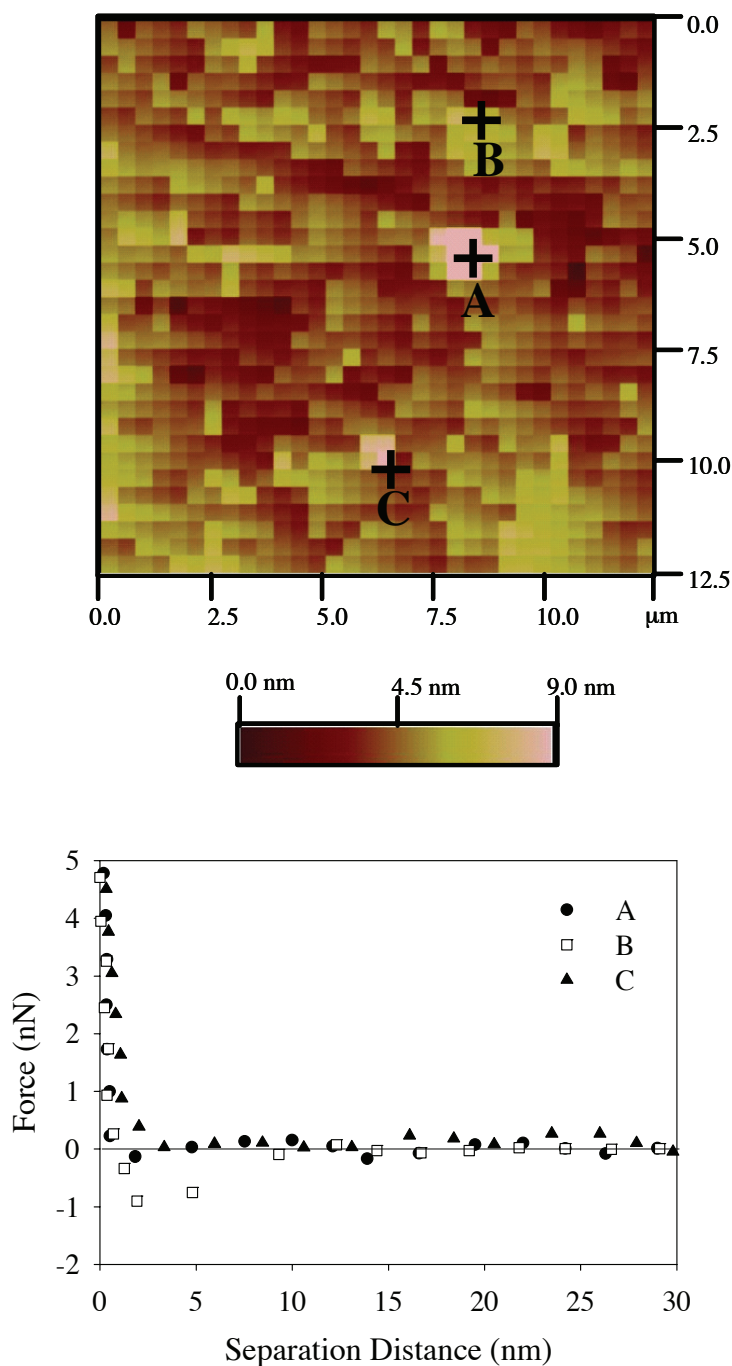 0.0
B
2.5
A
5.0
7.5
C
10.0
12.5
0.0 2.5 5.0 7.5 10.0 μm
0.0 nm 4.5 nm 9.0 nm
5
A
4
B
3
C
2
1
0
-1
-2
Force (nN)
0 5 10 15 20 25 30
Separation Distance (nm)